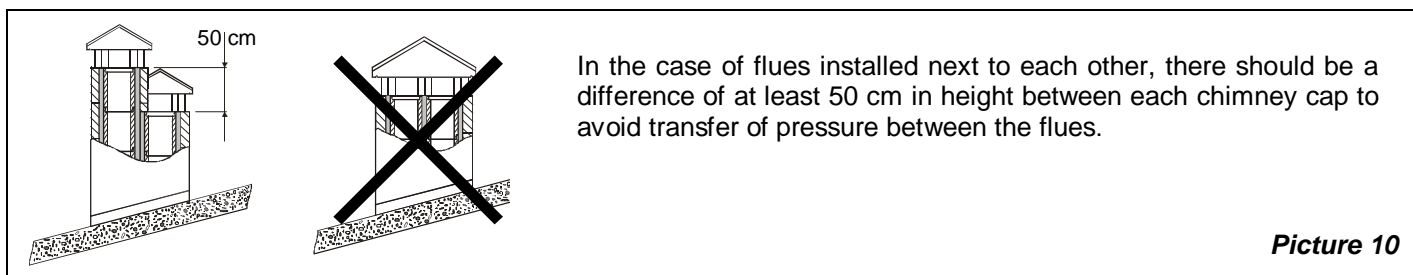 50 cm
In the case of flues installed next to each other, there should be a
difference of at least 50 cm in height between each chimney cap to
avoid transfer of pressure between the flues.
Picture 10